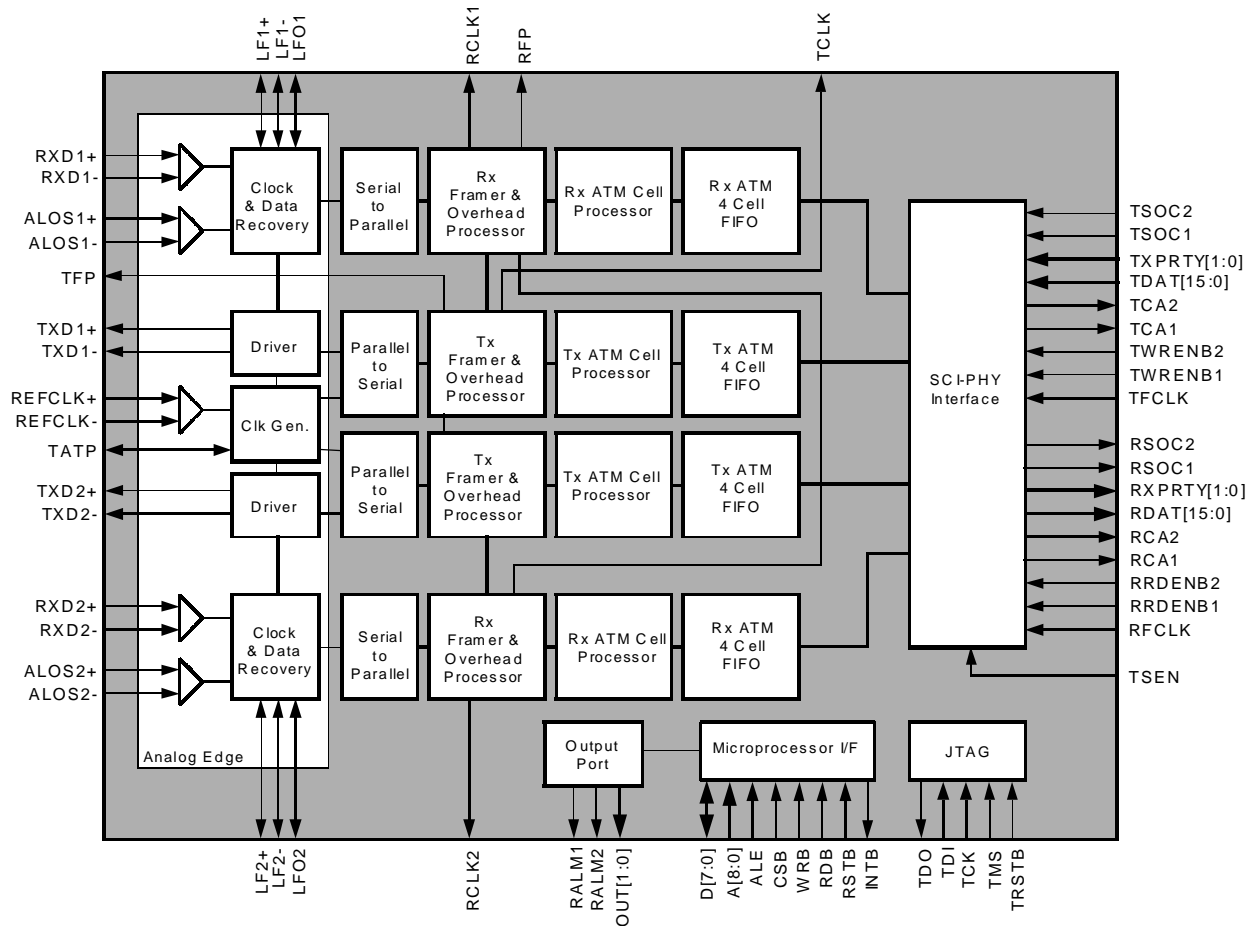 LF1+
LF1-
LFO1
RCLK1
RFP
TCLK
RXD1+
RXD1-
ALOS1+
ALOS1-
TFP
TXD1+
TXD1-
REFCLK+
REFCLK-
TATP
TXD2+
TXD2-
RXD2+
RXD2-
ALOS2+
ALOS2-
Clock
& Data
Recovery
Serial
to
Parallel
Rx
Framer &
Overhead
Processor
Rx ATM Cell
Processor
Rx ATM
4 Cell
FIFO
Driver
Parallel
to
Serial
Tx
Framer &
Overhead
Processor
Tx ATM Cell
Processor
Tx ATM
4 Cell
FIFO
Clk Gen.
Driver
Parallel
to
Serial
Tx
Framer &
Overhead
Processor
Tx ATM Cell
Processor
Tx ATM
4 Cell
FIFO
Clock
& Data
Recovery
Serial
to
Parallel
Rx
Framer &
Overhead
Processor
Rx ATM Cell
Processor
Rx ATM
4 Cell
FIFO
Analog Edge
SCI-PHY
Interface
TSOC2
TSOC1
TXPRTY[1:0]
TDAT[15:0]
TCA2
TCA1
TWRENB2
TWRENB1
TFCLK
RSOC2
RSOC1
RXPRTY[1:0]
RDAT[15:0]
RCA2
RCA1
RRDENB2
RRDENB1
RFCLK
TSEN
Output
Port
Microprocessor I/F
JTAG
LF2+
LF2-
LFO2
RCLK2
RALM1
RALM2
OUT[1:0]
D[7:0]
A[8:0]
ALE
CSB
WRB
RDB
RSTB
INTB
TDO
TDI
TCK
TMS
TRSTB